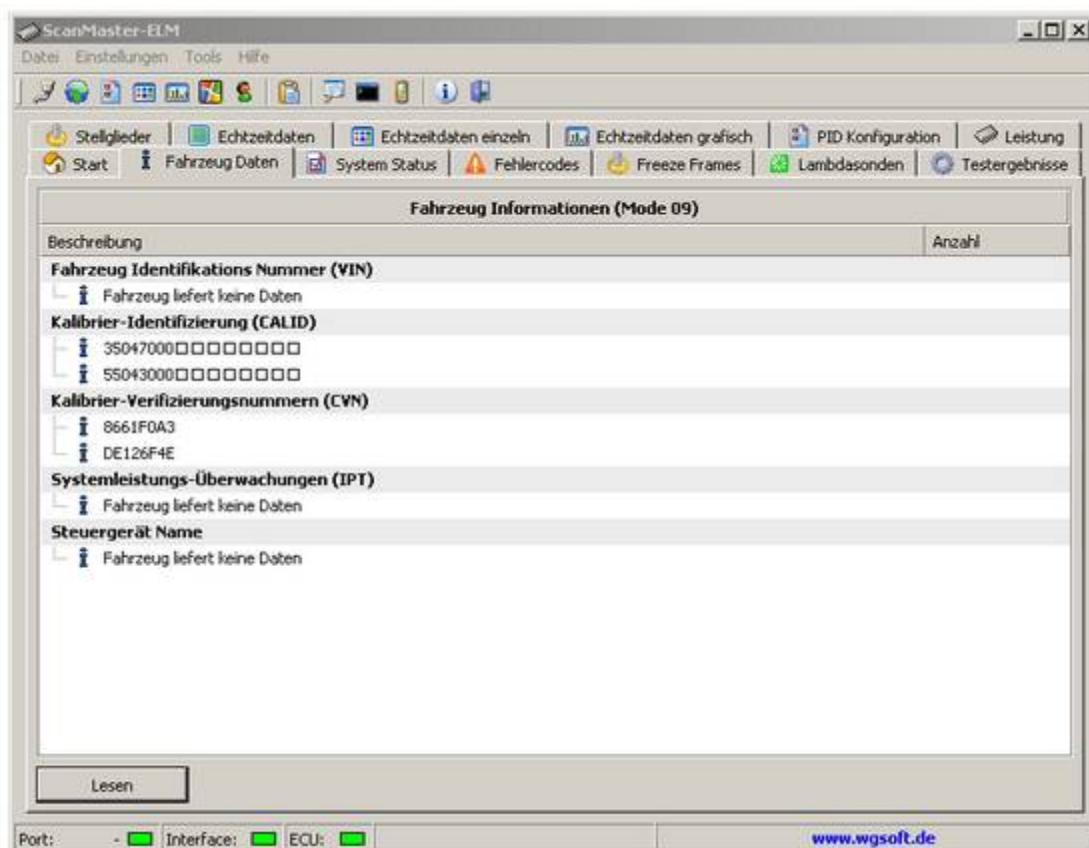 ScanMaster-ELM
Datei Einstellungen Tools Hilfe
Stellglieder Echtzeitdaten Echtzeitdaten einzeln Echtzeitdaten grafisch PID Konfiguration Leistung
Start Fahrzeug Daten System Status Fehlercodes Freeze Frames Lambdasonden Testergebnisse
Fahrzeug Informationen (Mode 09)
Beschreibung Anzahl
Fahrzeug Identifikations Nummer (VIN)
Fahrzeug liefert keine Daten
Kalibrier-Identifizierung (CALID)
35047000□□□□□□□□
55043000□□□□□□□□
Kalibrier-Verifizierungsnummern (CVN)
8661F0A3
DE126F4E
Systemleistungs-Überwachungen (IPT)
Fahrzeug liefert keine Daten
Steuergerät Name
Fahrzeug liefert keine Daten
Lesen
Port: - Interface: ECU: www.wgsoft.de